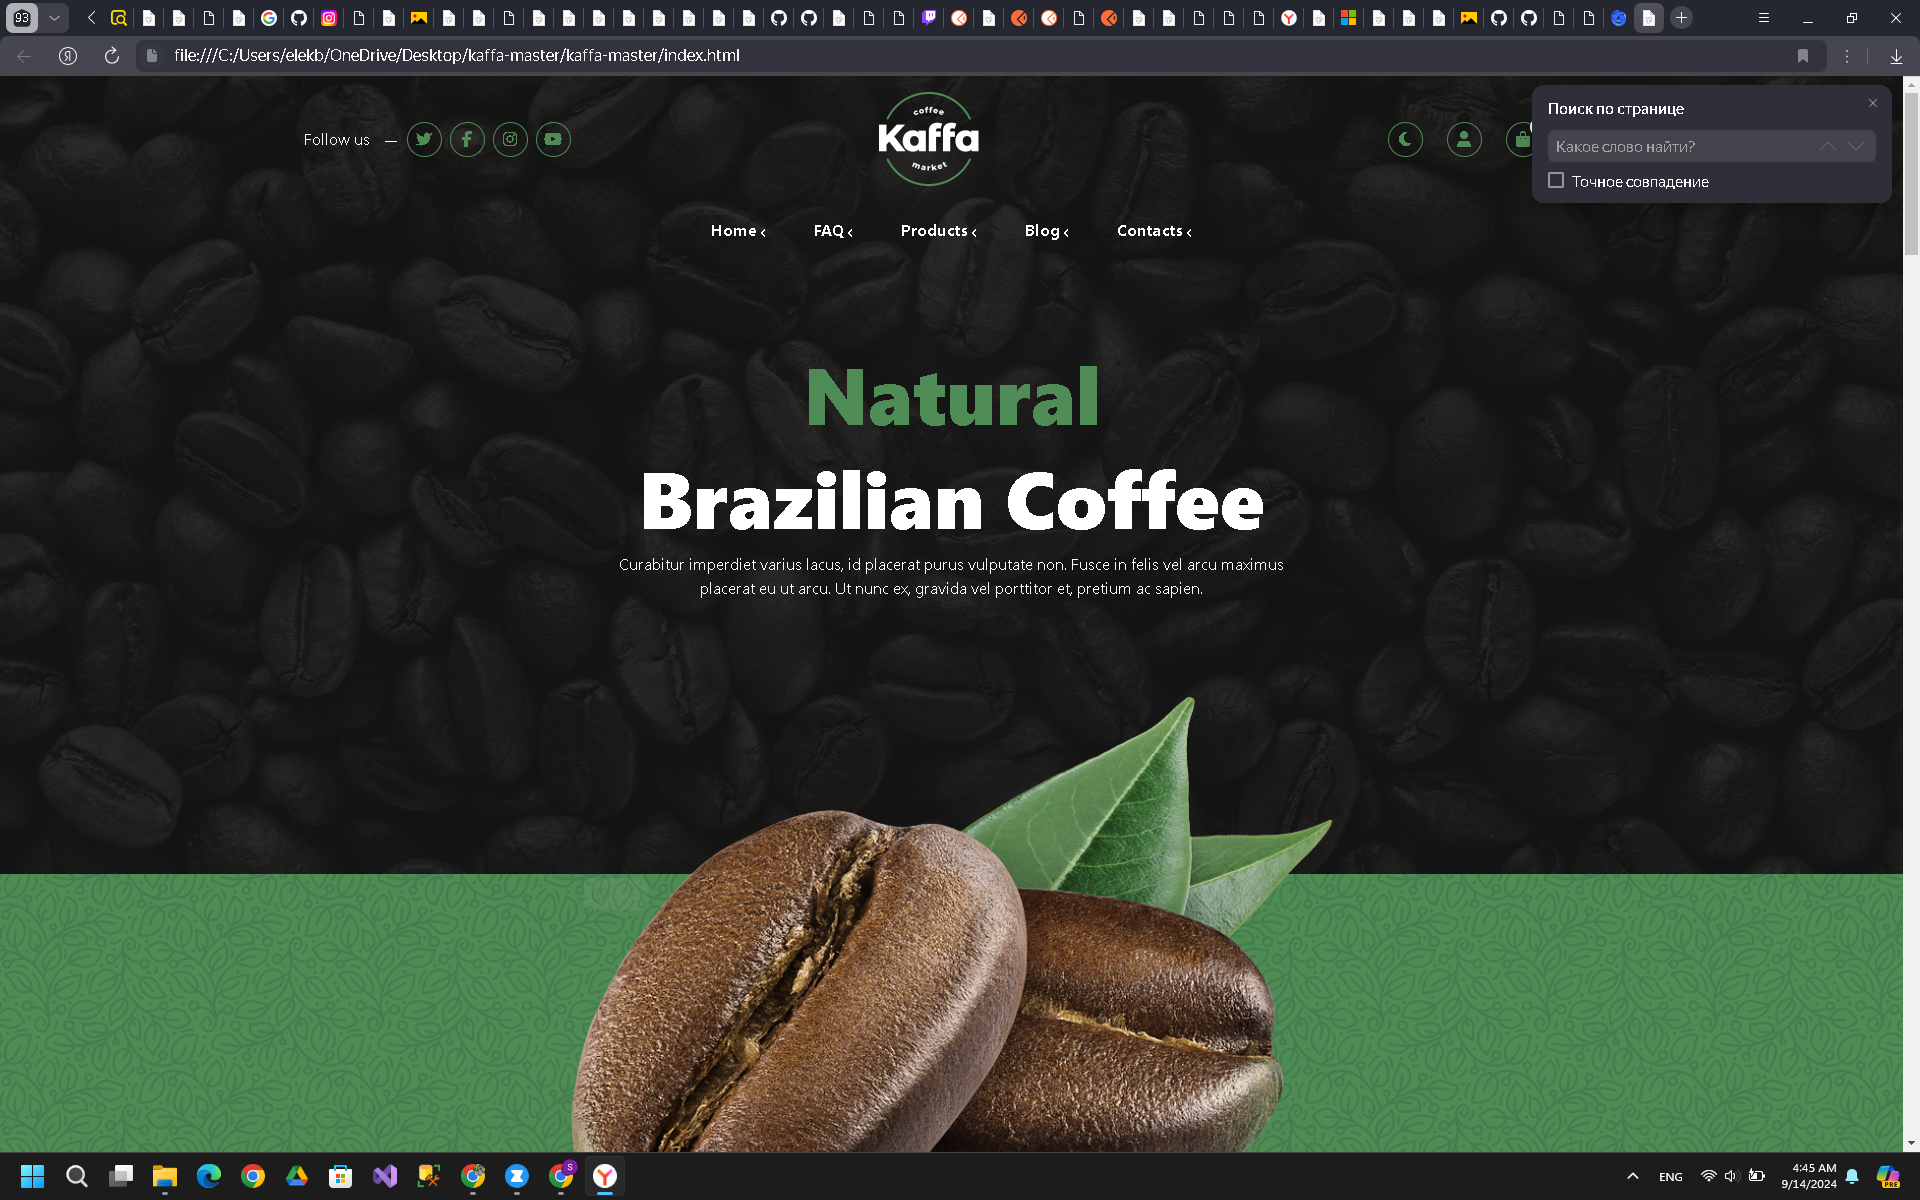 93
file:///C:/Users/elekb/OneDrive/Desktop/kaffa-master/kaffa-master/index.html
Поиск по странице
Какое слово найти?
Точное совпадение
Follow us —
coffee
Kaffa
market
Home
FAQ
Products
Blog
Contacts
Natural
Brazilian Coffee
Curabitur imperdiet varius lacus, id placerat purus vulputate non. Fusce in felis vel arcu maximus
placerat eu ut arcu. Ut nunc ex, gravida vel porttitor et, pretium ac sapien.
S
ENG
4:45 AM
9/14/2024
PRE